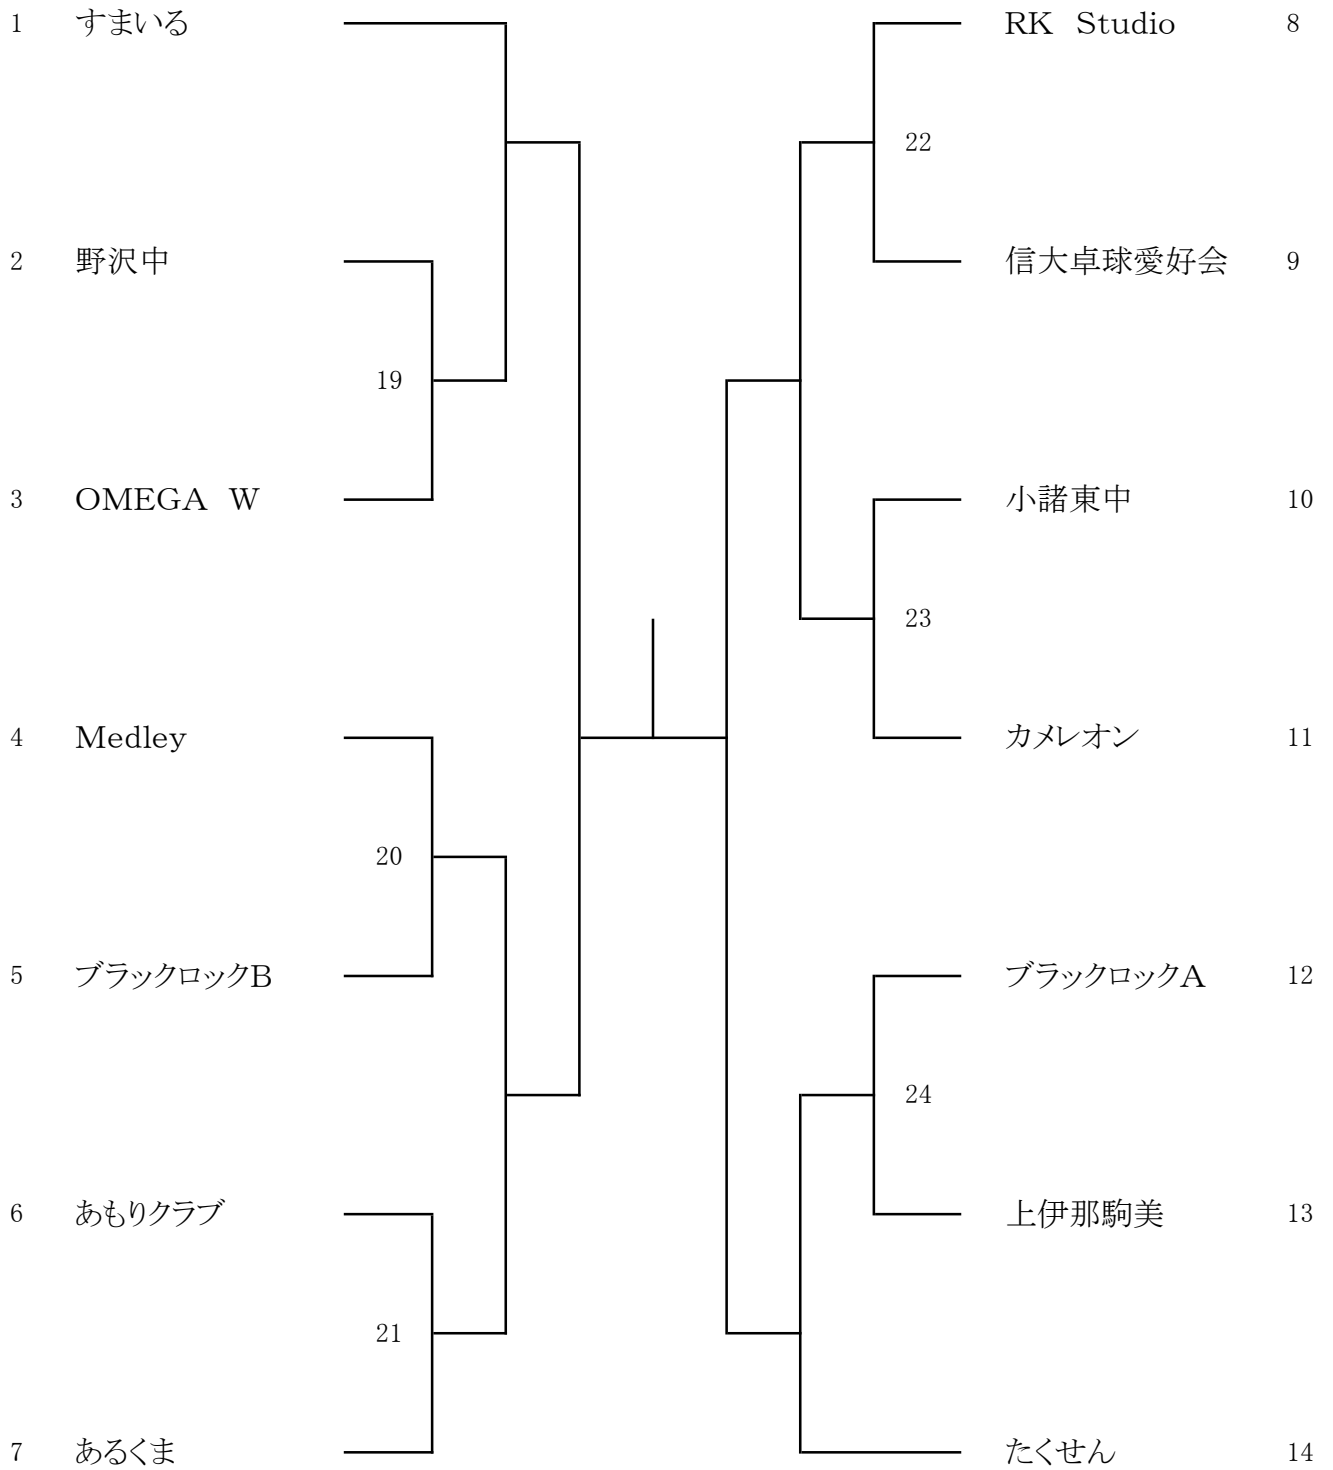 1 すまいる
2 野沢中
19
3 OMEGA W
4 Medley
20
5 ブラックロックB
6 あもりクラブ
21
7 あるくま
RK Studio 8
22
信大卓球愛好会 9
小諸東中 10
23
カメレオン 11
ブラックロックA 12
24
上伊那駒美 13
たくせん 14